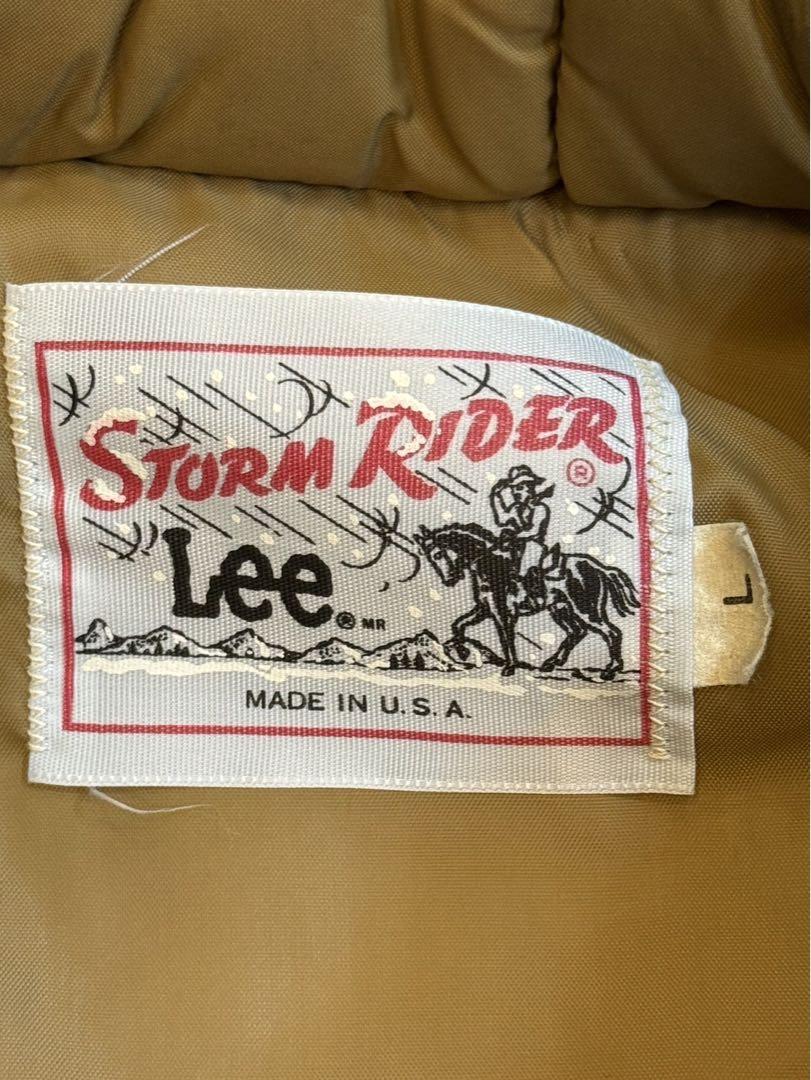 STORM RIDER ®
Lee ® MR
MADE IN U.S.A.
L